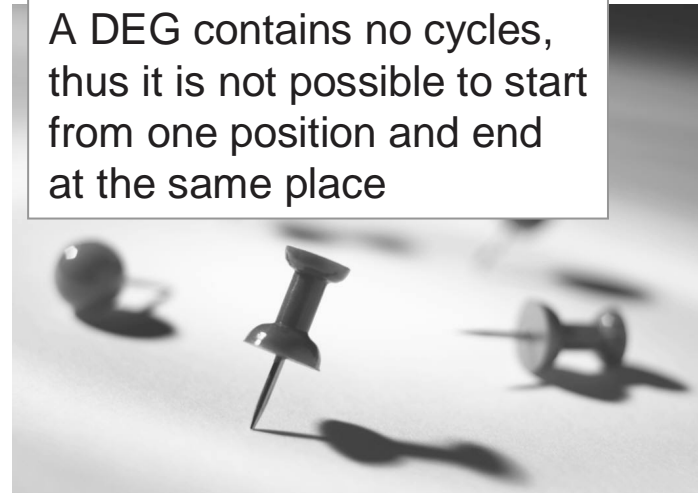 A DEG contains no cycles,
thus it is not possible to start
from one position and end
at the same place